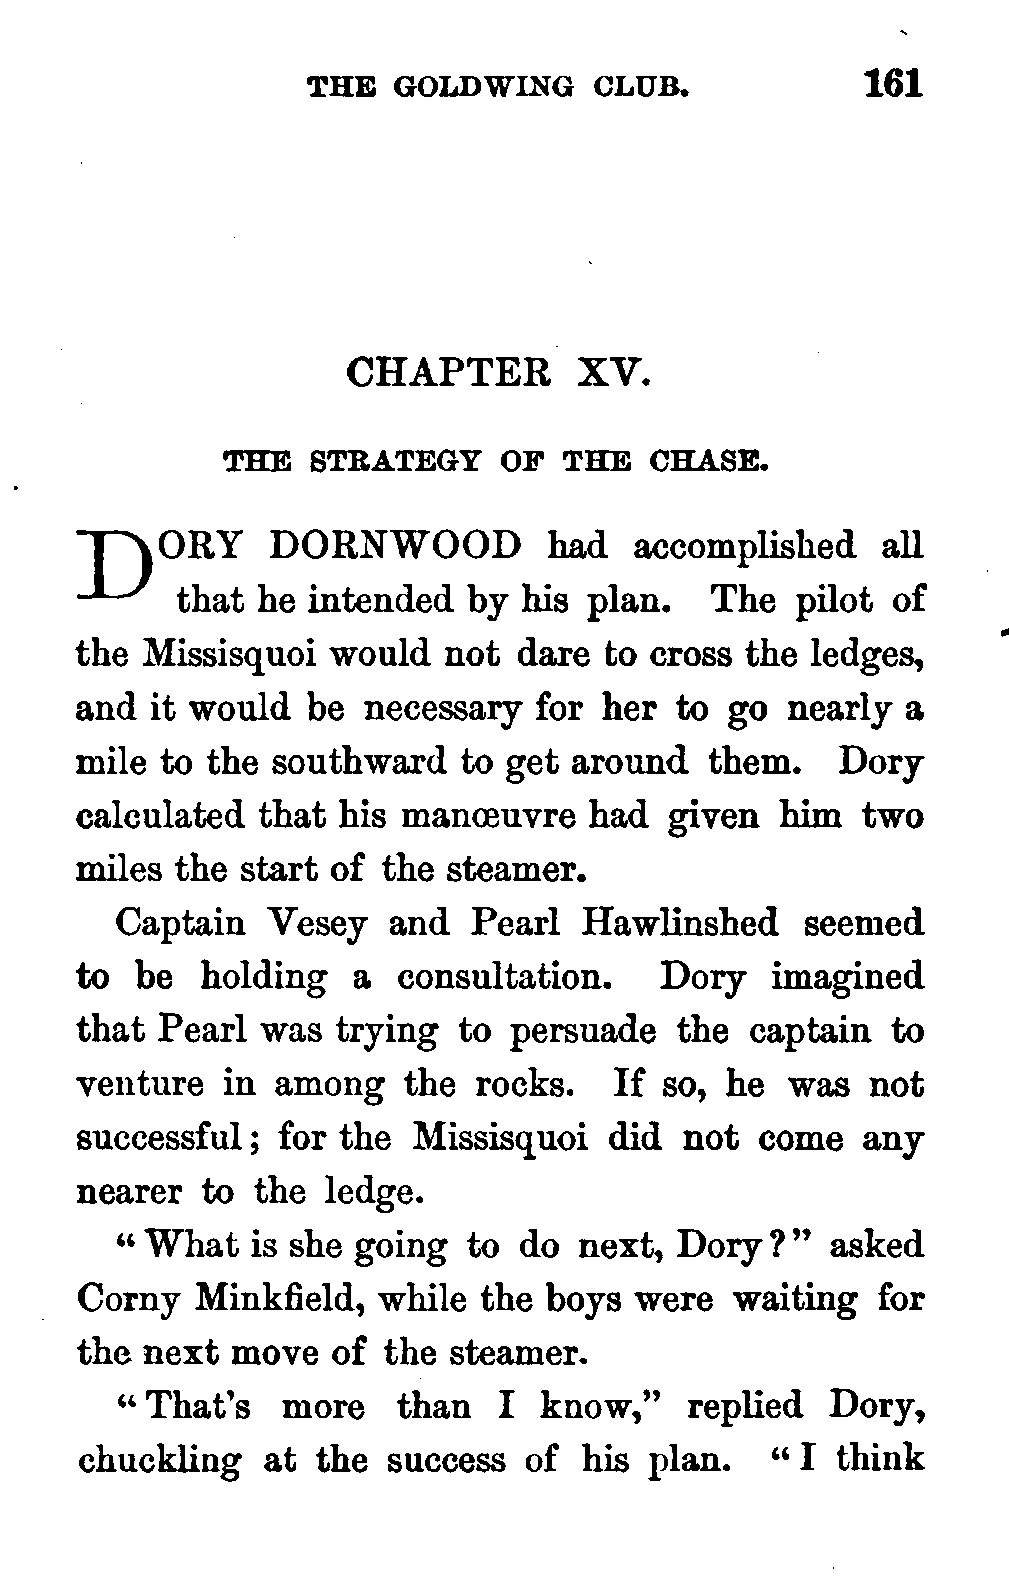 THE GOLDWING CLUB. 161
CHAPTER XV.
THE STRATEGY OF THE CHASE.
DORY DORNWOOD had accomplished all
that he intended by his plan. The pilot of
the Missisquoi would not dare to cross the ledges,
and it would be necessary for her to go nearly a
mile to the southward to get around them. Dory
calculated that his manœuvre had given him two
miles the start of the steamer.
Captain Vesey and Pearl Hawlinshed seemed
to be holding a consultation. Dory imagined
that Pearl was trying to persuade the captain to
venture in among the rocks. If so, he was not
successful; for the Missisquoi did not come any
nearer to the ledge.
“What is she going to do next, Dory?” asked
Corny Minkfield, while the boys were waiting for
the next move of the steamer.
“That's more than I know,” replied Dory,
chuckling at the success of his plan. “I think